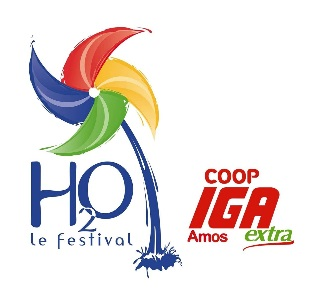 H2O
le festival
COOP
IGA
Amos extra